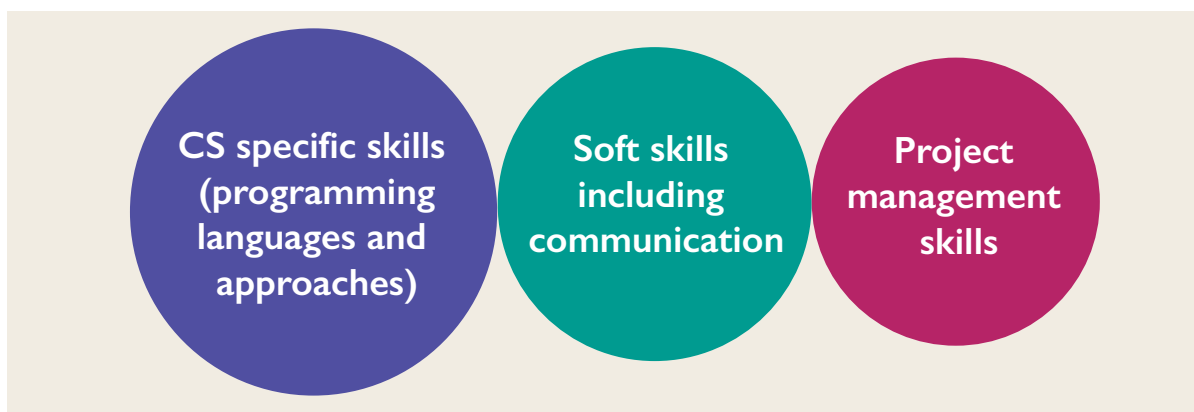 CS specific skills
(programming
languages and
approaches)
Soft skills
including
communication
Project
management
skills